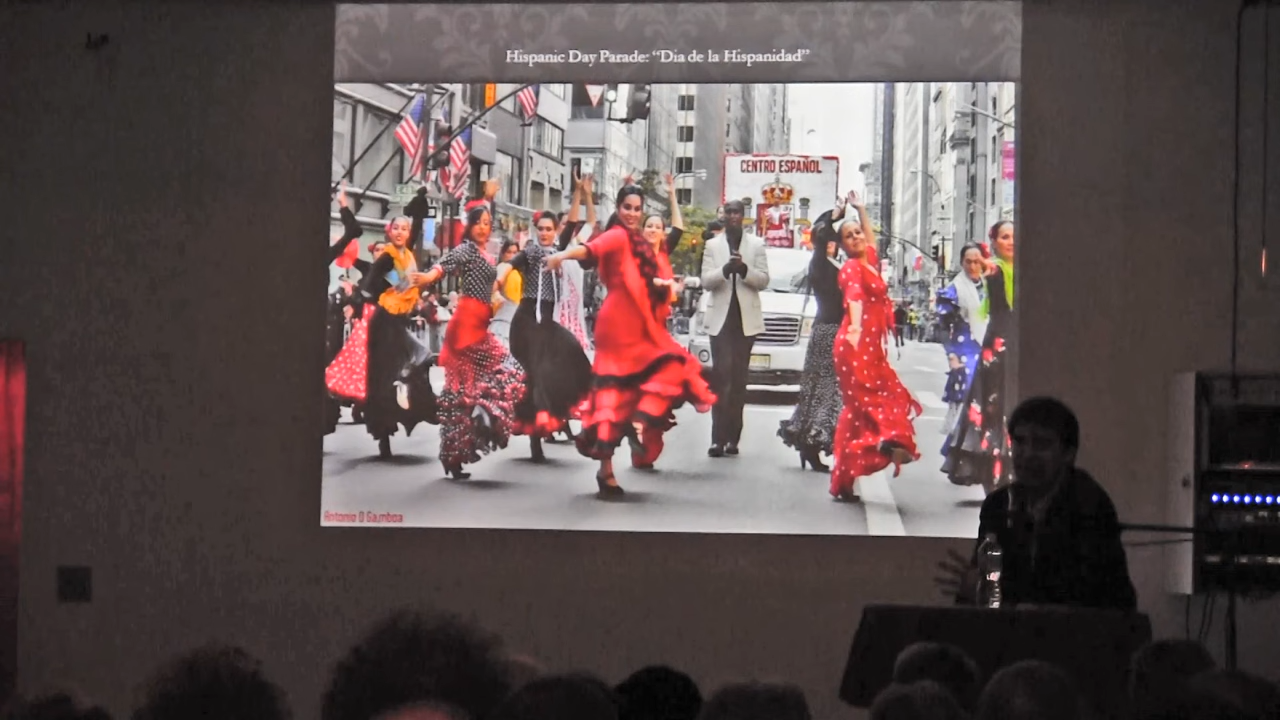 Hispanic Day Parade: “Dia de la Hispanidad”
CENTRO ESPAÑOL
Antonio O Gamboa